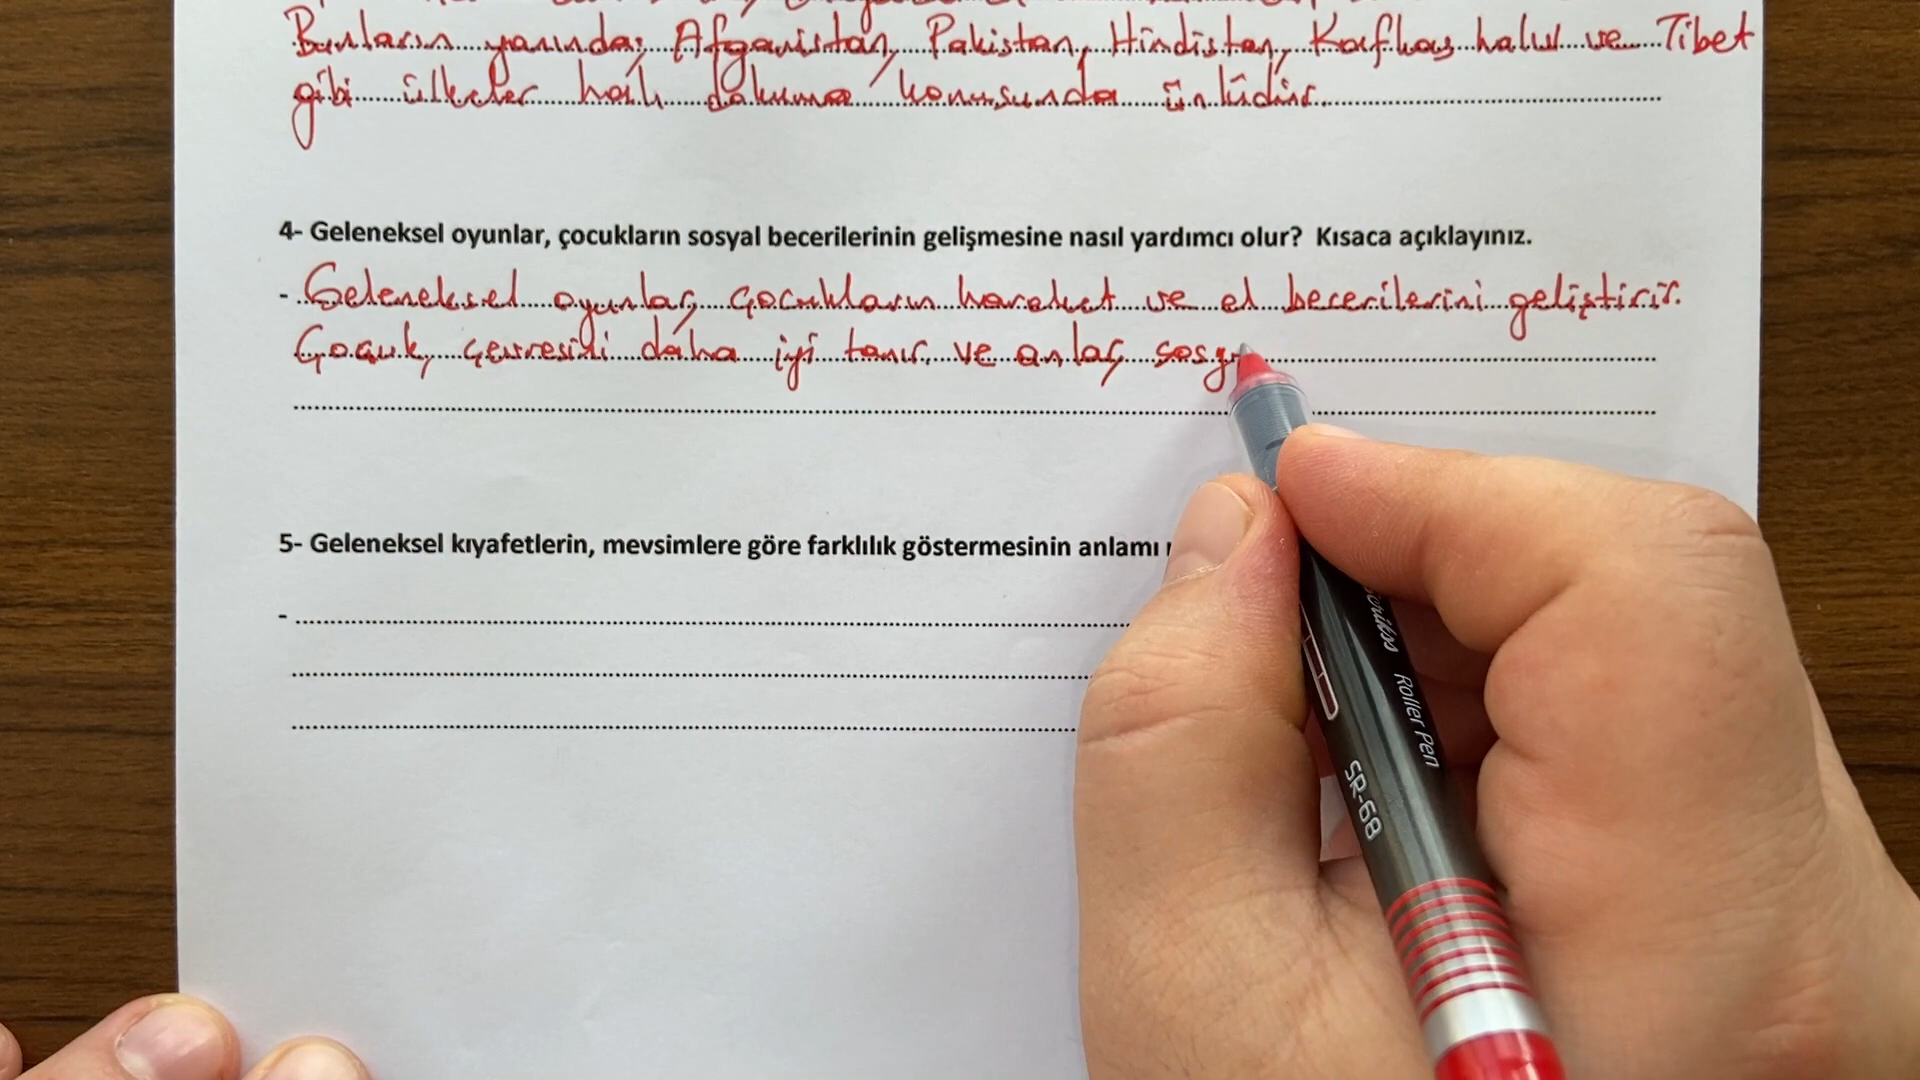 Bunların yanında; Afganistan, Pakistan, Hindistan, Kafkas halısı ve Tibet
gibi ülkeler halı dokuma konusunda ünlüdür.
4- Geleneksel oyunlar, çocukların sosyal becerilerinin gelişmesine nasıl yardımcı olur? Kısaca açıklayınız.
- Geleneksel oyunlar, çocukların hareket ve el becerilerini geliştirir.
Çocuk, çevresini daha iyi tanır ve anlar, sosy
5- Geleneksel kıyafetlerin, mevsimlere göre farklılık göstermesinin anlamı
-
Roller Pen
SR-68